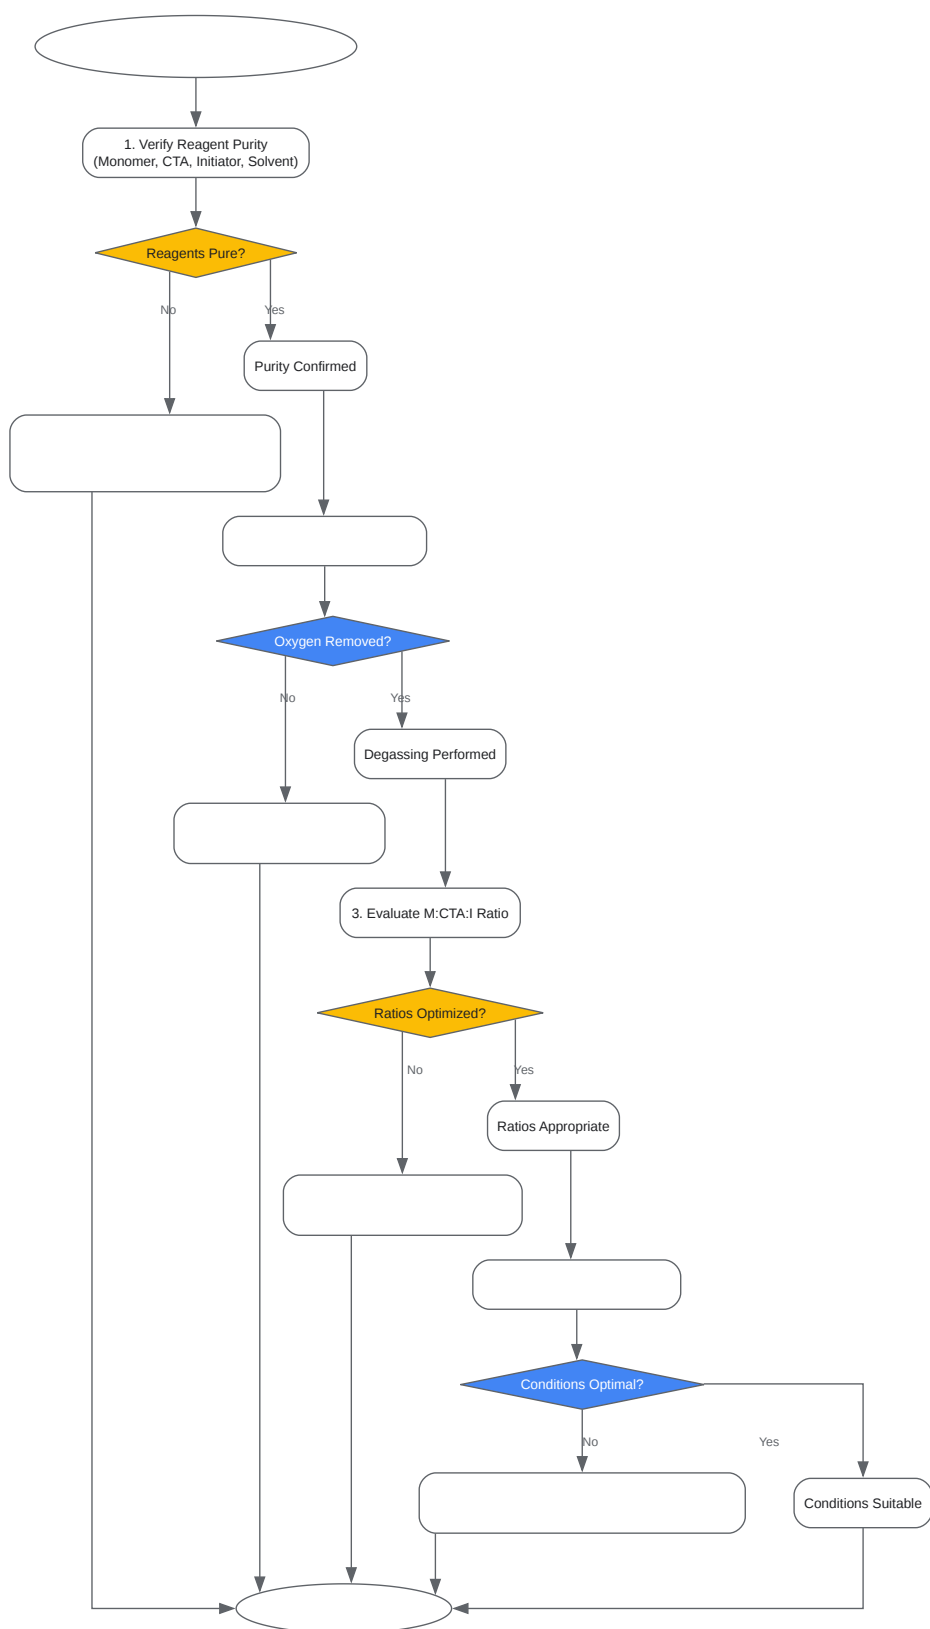 1. Verify Reagent Purity
(Monomer, CTA, Initiator, Solvent)
Reagents Pure?
No
Yes
Purity Confirmed
Oxygen Removed?
No
Yes
Degassing Performed
3. Evaluate M:CTA:I Ratio
Ratios Optimized?
No
Yes
Ratios Appropriate
Conditions Optimal?
No
Yes
Conditions Suitable